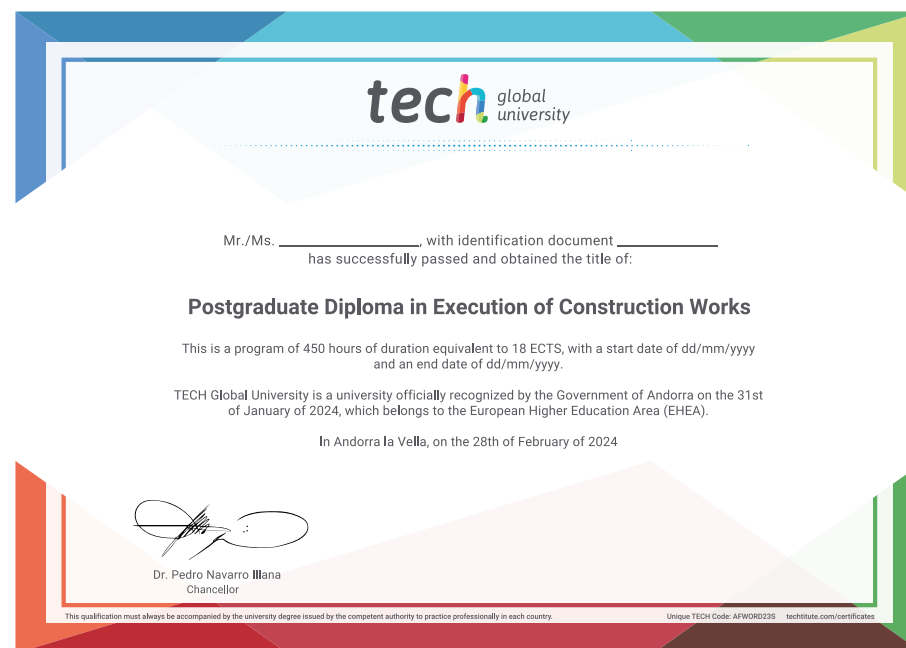 tech global
university
Mr./Ms. ____________, with identification document ____________
has successfully passed and obtained the title of:
Postgraduate Diploma in Execution of Construction Works
This is a program of 450 hours of duration equivalent to 18 ECTS, with a start date of dd/mm/yyyy
and an end date of dd/mm/yyyy.
TECH Global University is a university officially recognized by the Government of Andorra on the 31st
of January of 2024, which belongs to the European Higher Education Area (EHEA).
In Andorra la Vella, on the 28th of February of 2024
Dr. Pedro Navarro Illana
Chancellor
This qualification must always be accompanied by the university degree issued by the competent authority to practice professionally in each country. Unique TECH Code: AFWORD23S techtitute.com/certificates